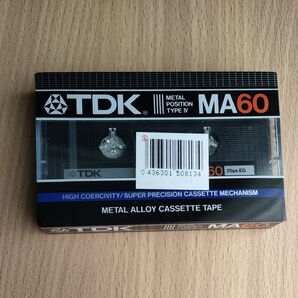 TDK® METAL POSITION TYPE IV MA60
TDK 60 70μs EQ
0 436301 508134
HIGH COERCIVITY/SUPER PRECISION CASSETTE MECHANISM
METAL ALLOY CASSETTE TAPE
TDK MA60